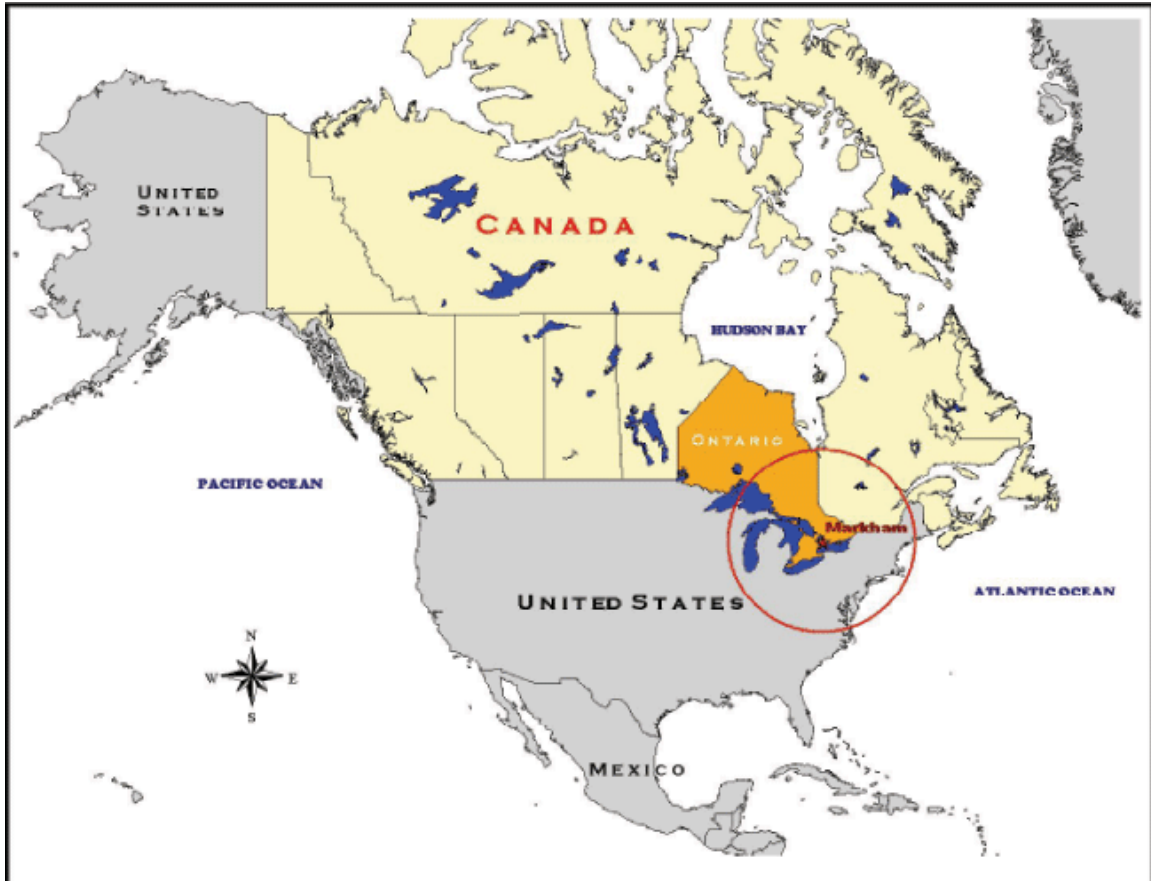 UNITED
STATES
CANADA
HUDSON BAY
ONTARIO
PACIFIC OCEAN
Markham
ATLANTIC OCEAN
UNITED STATES
N
W E
S
MEXICO